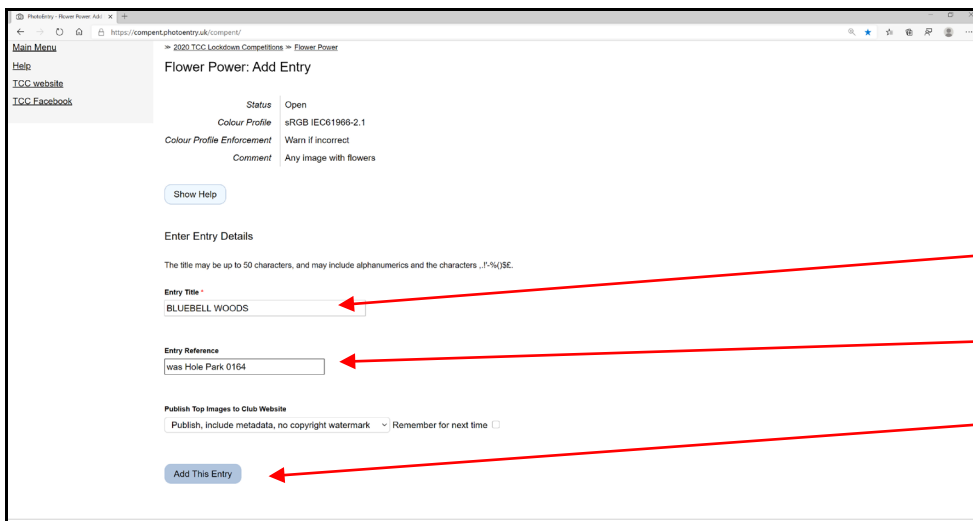 PhotoEntry - Flower Power: Add
https://compent.photoentry.uk/compent/
Main Menu
Help
TCC website
TCC Facebook
≫ 2020 TCC Lockdown Competitions ≫ Flower Power
Flower Power: Add Entry
Status Open
Colour Profile sRGB IEC61966-2.1
Colour Profile Enforcement Warn if incorrect
Comment Any image with flowers
Show Help
Enter Entry Details
The title may be up to 50 characters, and may include alphanumerics and the characters ,.!'-%()$£.
Entry Title *
BLUEBELL WOODS
Entry Reference
was Hole Park 0164
Publish Top Images to Club Website
Publish, include metadata, no copyright watermark Remember for next time
Add This Entry